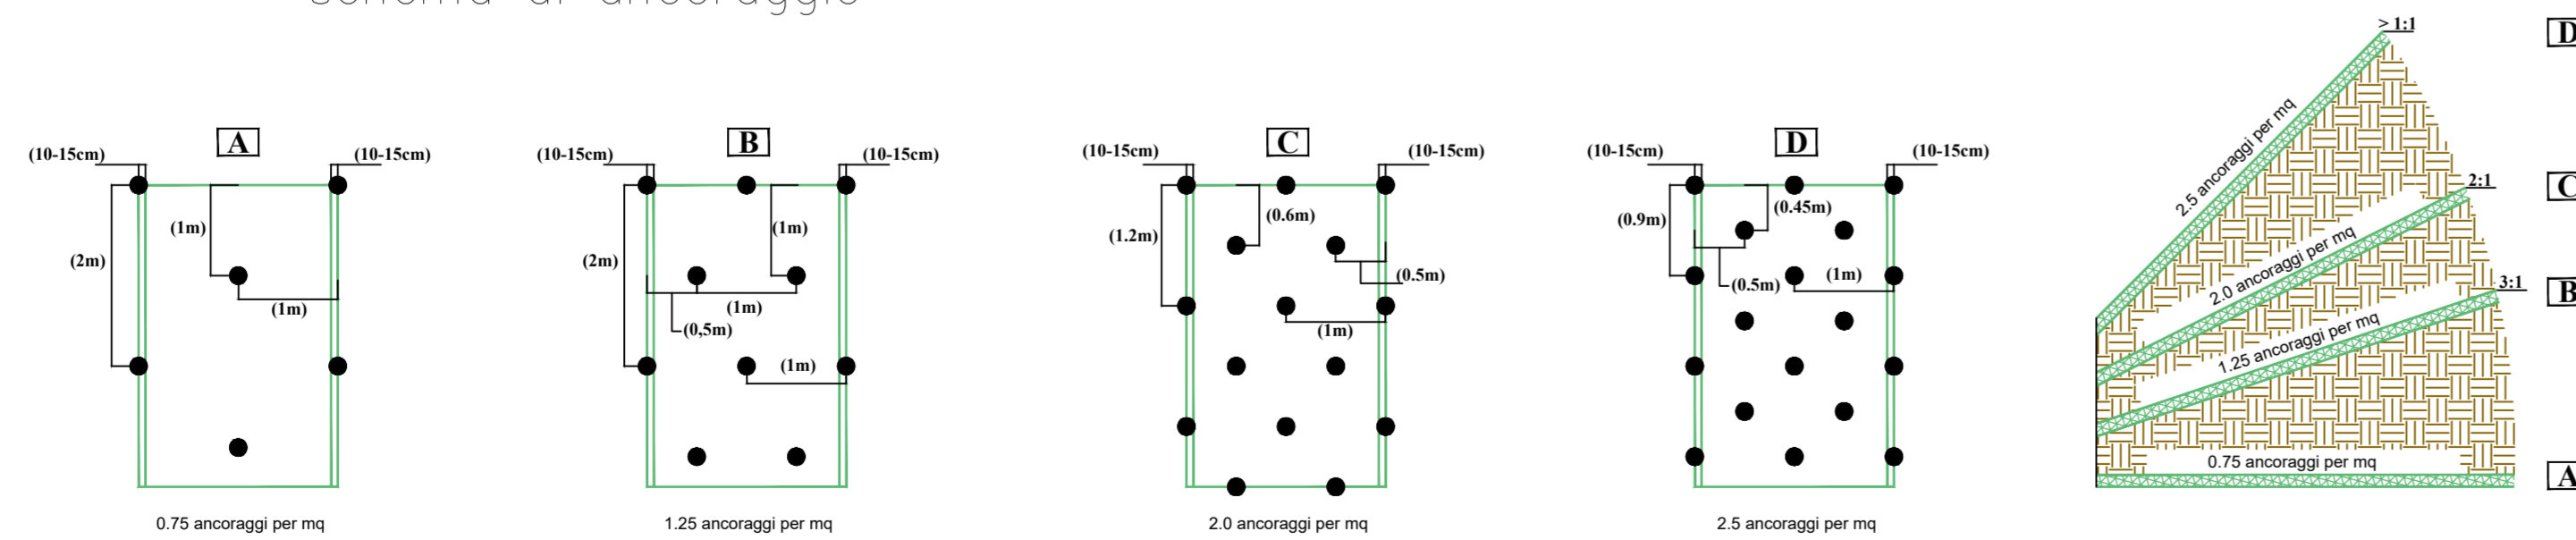 schema di ancoraggio
A
(10-15cm)
(10-15cm)
(1m)
(2m)
(1m)
0.75 ancoraggi per mq
B
(10-15cm)
(10-15cm)
(1m)
(2m)
(1m)
(0,5m)
(1m)
1.25 ancoraggi per mq
C
(10-15cm)
(10-15cm)
(0.6m)
(1.2m)
(0.5m)
(1m)
2.0 ancoraggi per mq
D
(10-15cm)
(10-15cm)
(0.45m)
(0.9m)
(0.5m)
(1m)
2.5 ancoraggi per mq
> 1:1
D
2.5 ancoraggi per mq
2:1
C
2.0 ancoraggi per mq
3:1
B
1.25 ancoraggi per mq
0.75 ancoraggi per mq
A